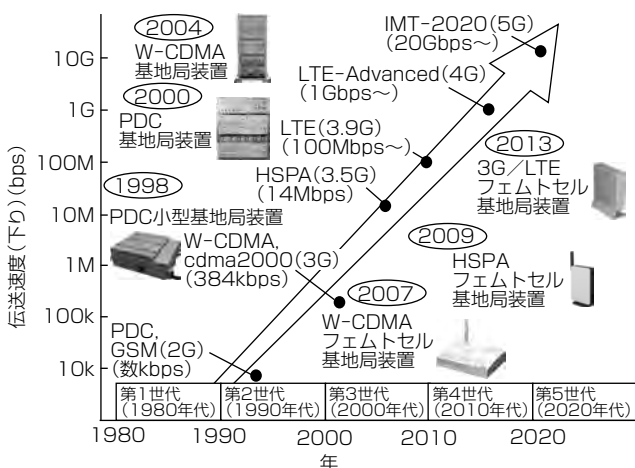 伝送速度(下り)(bps)
10G
1G
100M
10M
1M
100k
10k
2004
W-CDMA
基地局装置
2000
PDC
基地局装置
1998
PDC小型基地局装置
IMT-2020(5G)
(20Gbps～)
LTE-Advanced(4G)
(1Gbps～)
LTE(3.9G)
(100Mbps～)
HSPA(3.5G)
(14Mbps)
W-CDMA,
cdma2000(3G)
(384kbps)
PDC,
GSM(2G)
(数kbps)
2013
3G／LTE
フェムトセル
基地局装置
2009
HSPA
フェムトセル
基地局装置
2007
W-CDMA
フェムトセル
基地局装置
第1世代
(1980年代)
第2世代
(1990年代)
第3世代
(2000年代)
第4世代
(2010年代)
第5世代
(2020年代)
1980
1990
2000
2010
2020
年